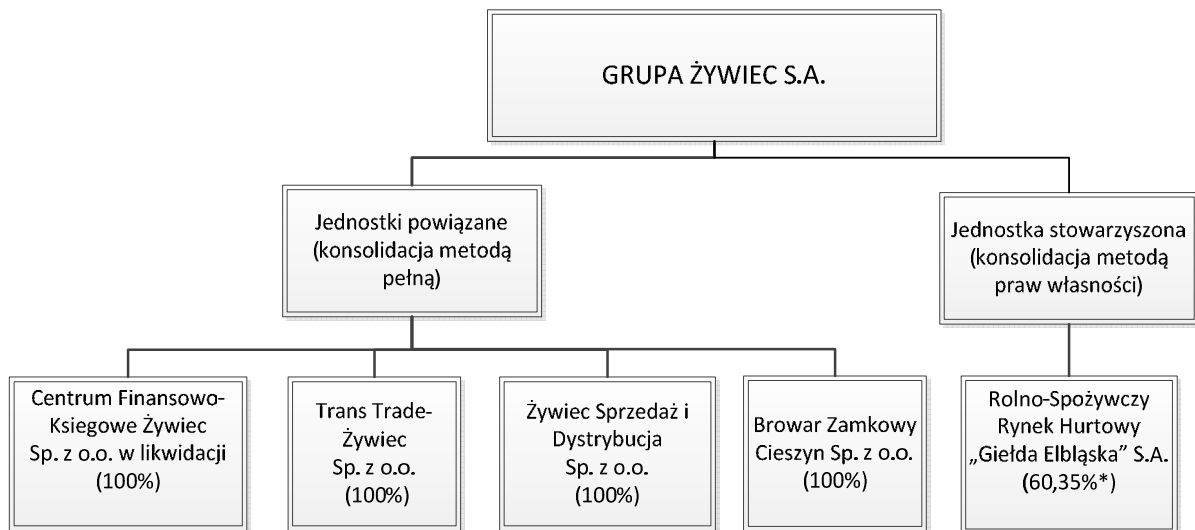 GRUPA ŻYWIEC S.A.
Jednostki powiązane
(konsolidacja metodą
pełną)
Jednostka stowarzyszona
(konsolidacja metodą
praw własności)
Centrum Finansowo-
Ksiegowe Żywiec
Sp. z o.o. w likwidacji
(100%)
Trans Trade-
Żywiec
Sp. z o.o.
(100%)
Żywiec Sprzedaż i
Dystrybucja
Sp. z o.o.
(100%)
Browar Zamkowy
Cieszyn Sp. z o.o.
(100%)
Rolno-Spożywczy
Rynek Hurtowy
„Giełda Elbląska” S.A.
(60,35%*)